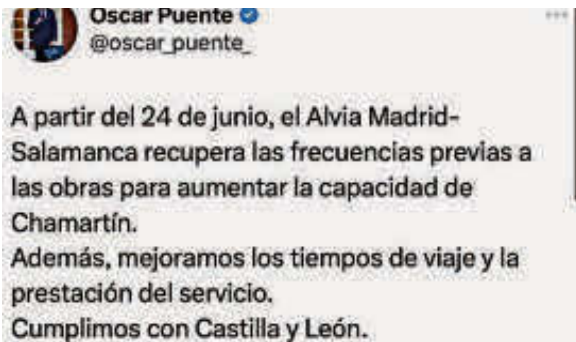 Oscar Puente
@oscar_puente_
A partir del 24 de junio, el Alvia Madrid-
Salamanca recupera las frecuencias previas a
las obras para aumentar la capacidad de
Chamartín.
Además, mejoramos los tiempos de viaje y la
prestación del servicio.
Cumplimos con Castilla y León.